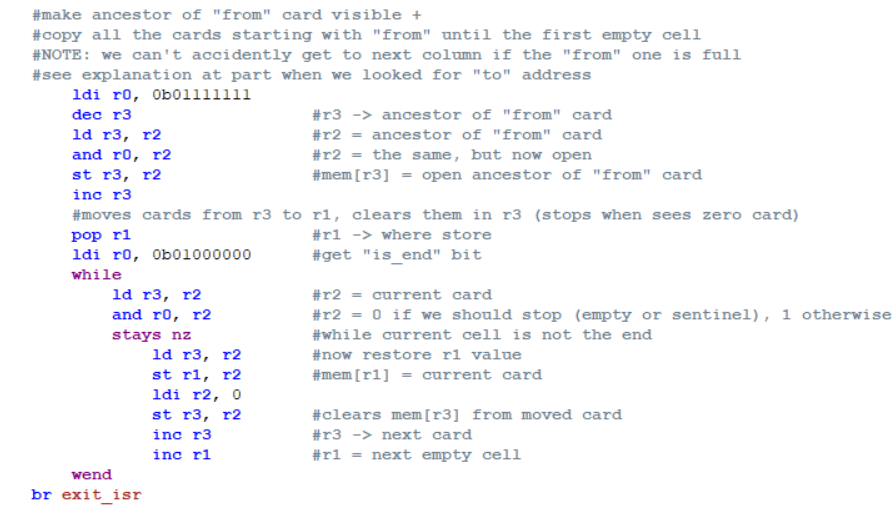 #make ancestor of "from" card visible +
#copy all the cards starting with "from" until the first empty cell
#NOTE: we can't accidently get to next column if the "from" one is full
#see explanation at part when we looked for "to" address
ldi r0, 0b01111111
dec r3 #r3 -> ancestor of "from" card
ld r3, r2 #r2 = ancestor of "from" card
and r0, r2 #r2 = the same, but now open
st r3, r2 #mem[r3] = open ancestor of "from" card
inc r3
#moves cards from r3 to r1, clears them in r3 (stops when sees zero card)
pop r1 #r1 -> where store
ldi r0, 0b01000000 #get "is_end" bit
while
ld r3, r2 #r2 = current card
and r0, r2 #r2 = 0 if we should stop (empty or sentinel), 1 otherwise
stays nz #while current cell is not the end
ld r3, r2 #now restore r1 value
st r1, r2 #mem[r1] = current card
ldi r2, 0
st r3, r2 #clears mem[r3] from moved card
inc r3 #r3 -> next card
inc r1 #r1 = next empty cell
wend
br exit_isr